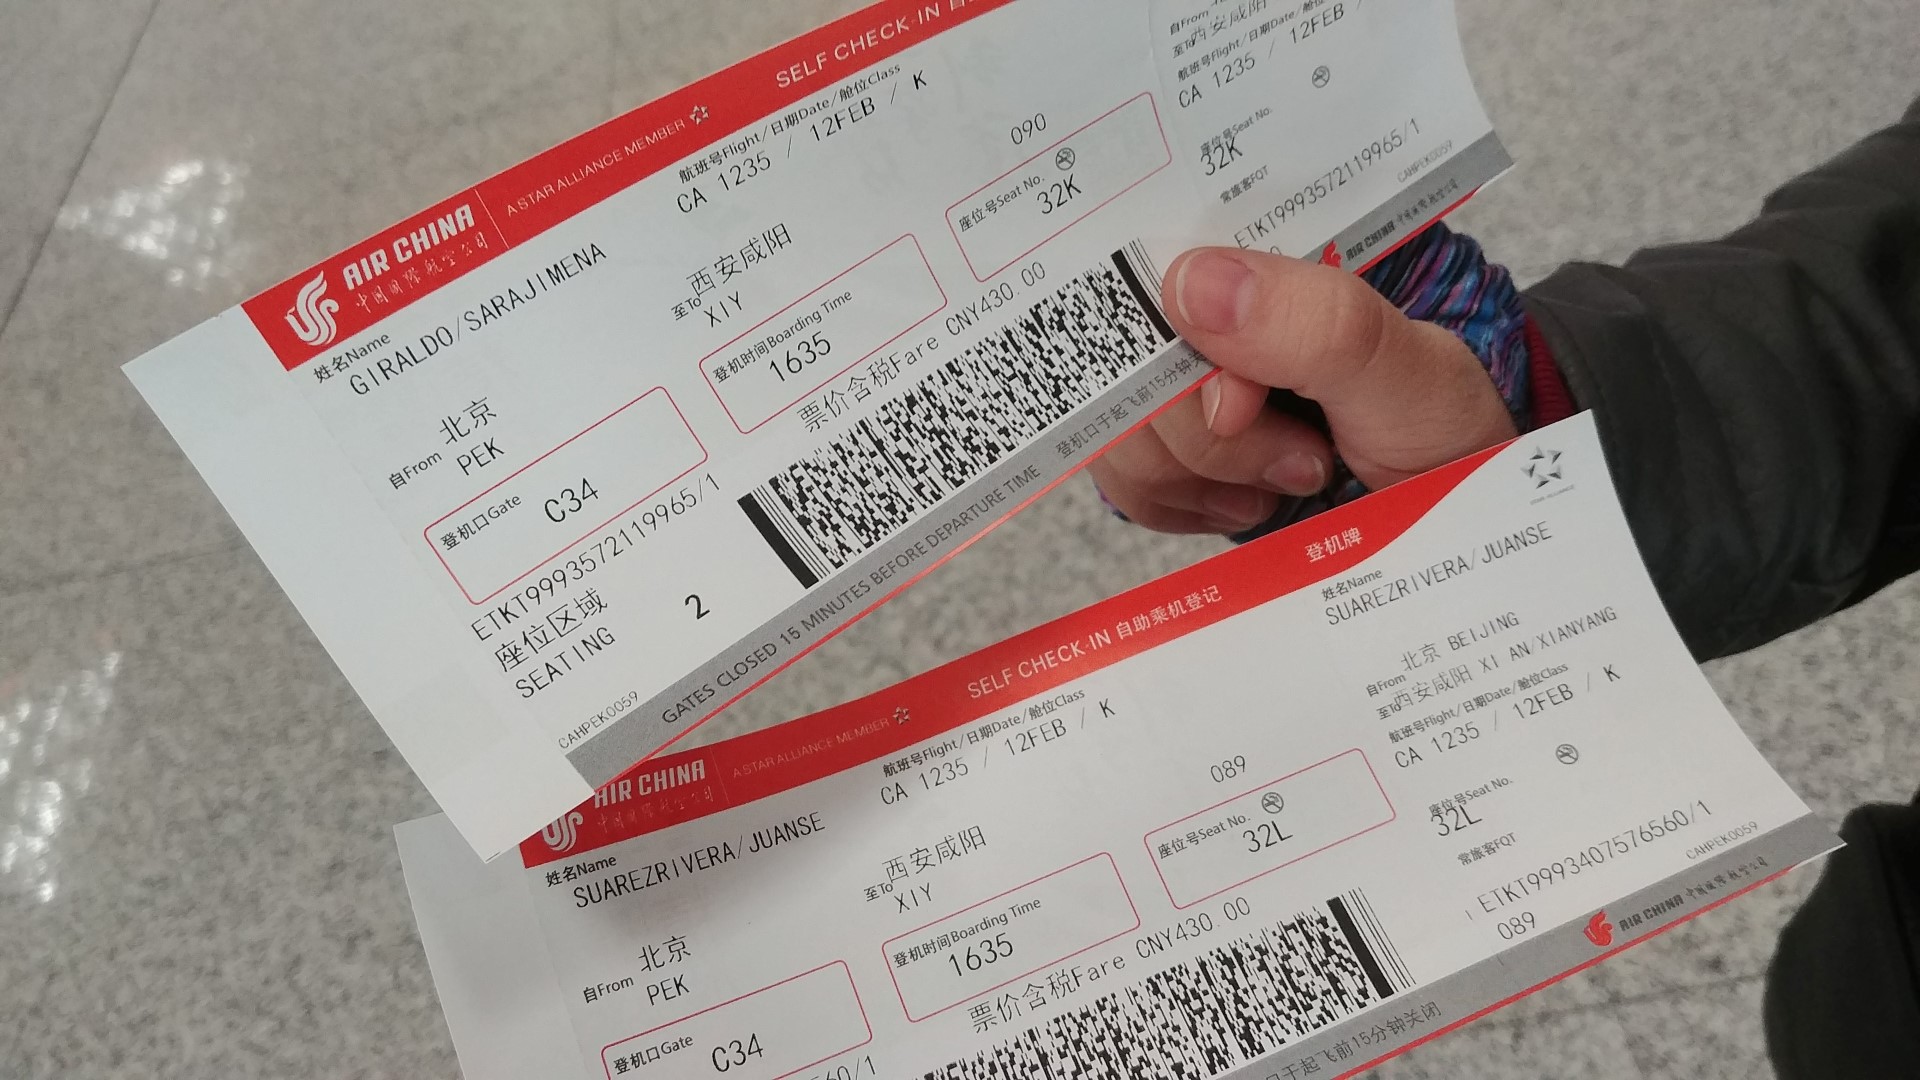 SELF CHECK-IN
A STAR ALLIANCE MEMBER
AIR CHINA
中国国际航空公司
姓名Name
GIRALDO/SARAJIMENA
航班号Flight/日期Date/舱位Class
CA 1235 / 12FEB / K
090
自From 北京
PEK
至To 西安咸阳
XIY
登机口Gate
C34
登机时间Boarding Time
1635
座位号Seat No.
32K
票价含税Fare CNY430.00
ETKT9993572119965/1
座位区域
SEATING
2
CAHPEK0059
GATES CLOSED 15 MINUTES BEFORE DEPARTURE TIME 登机口于起飞前15分钟关
自From
至To 西安咸阳
航班号Flight/日期Date/舱位
CA 1235 / 12FEB /
座位号Seat No.
32K
常旅客FQT
ETKT9993572119965/1
CAHPEK0059
AIR CHINA 中国国际航空公司
AIR CHINA
中国国际航空公司
A STAR ALLIANCE MEMBER
SELF CHECK-IN 自助乘机登记
登机牌
STAR ALLIANCE
姓名Name
SUAREZRIVERA/JUANSE
航班号Flight/日期Date/舱位Class
CA 1235 / 12FEB / K
089
自From 北京
PEK
至To 西安咸阳
XIY
登机口Gate
C34
登机时间Boarding Time
1635
座位号Seat No.
32L
票价含税Fare CNY430.00
60/1
口于起飞前15分钟关闭
姓名Name
SUAREZRIVERA/JUANSE
自From 北京 BEIJING
至To 西安咸阳 XI AN/XIANYANG
航班号Flight/日期Date/舱位Class
CA 1235 / 12FEB / K
座位号Seat No.
32L
常旅客FQT
ETKT9993407576560/1
089
CAHPEK0059
AIR CHINA 中国国际航空公司